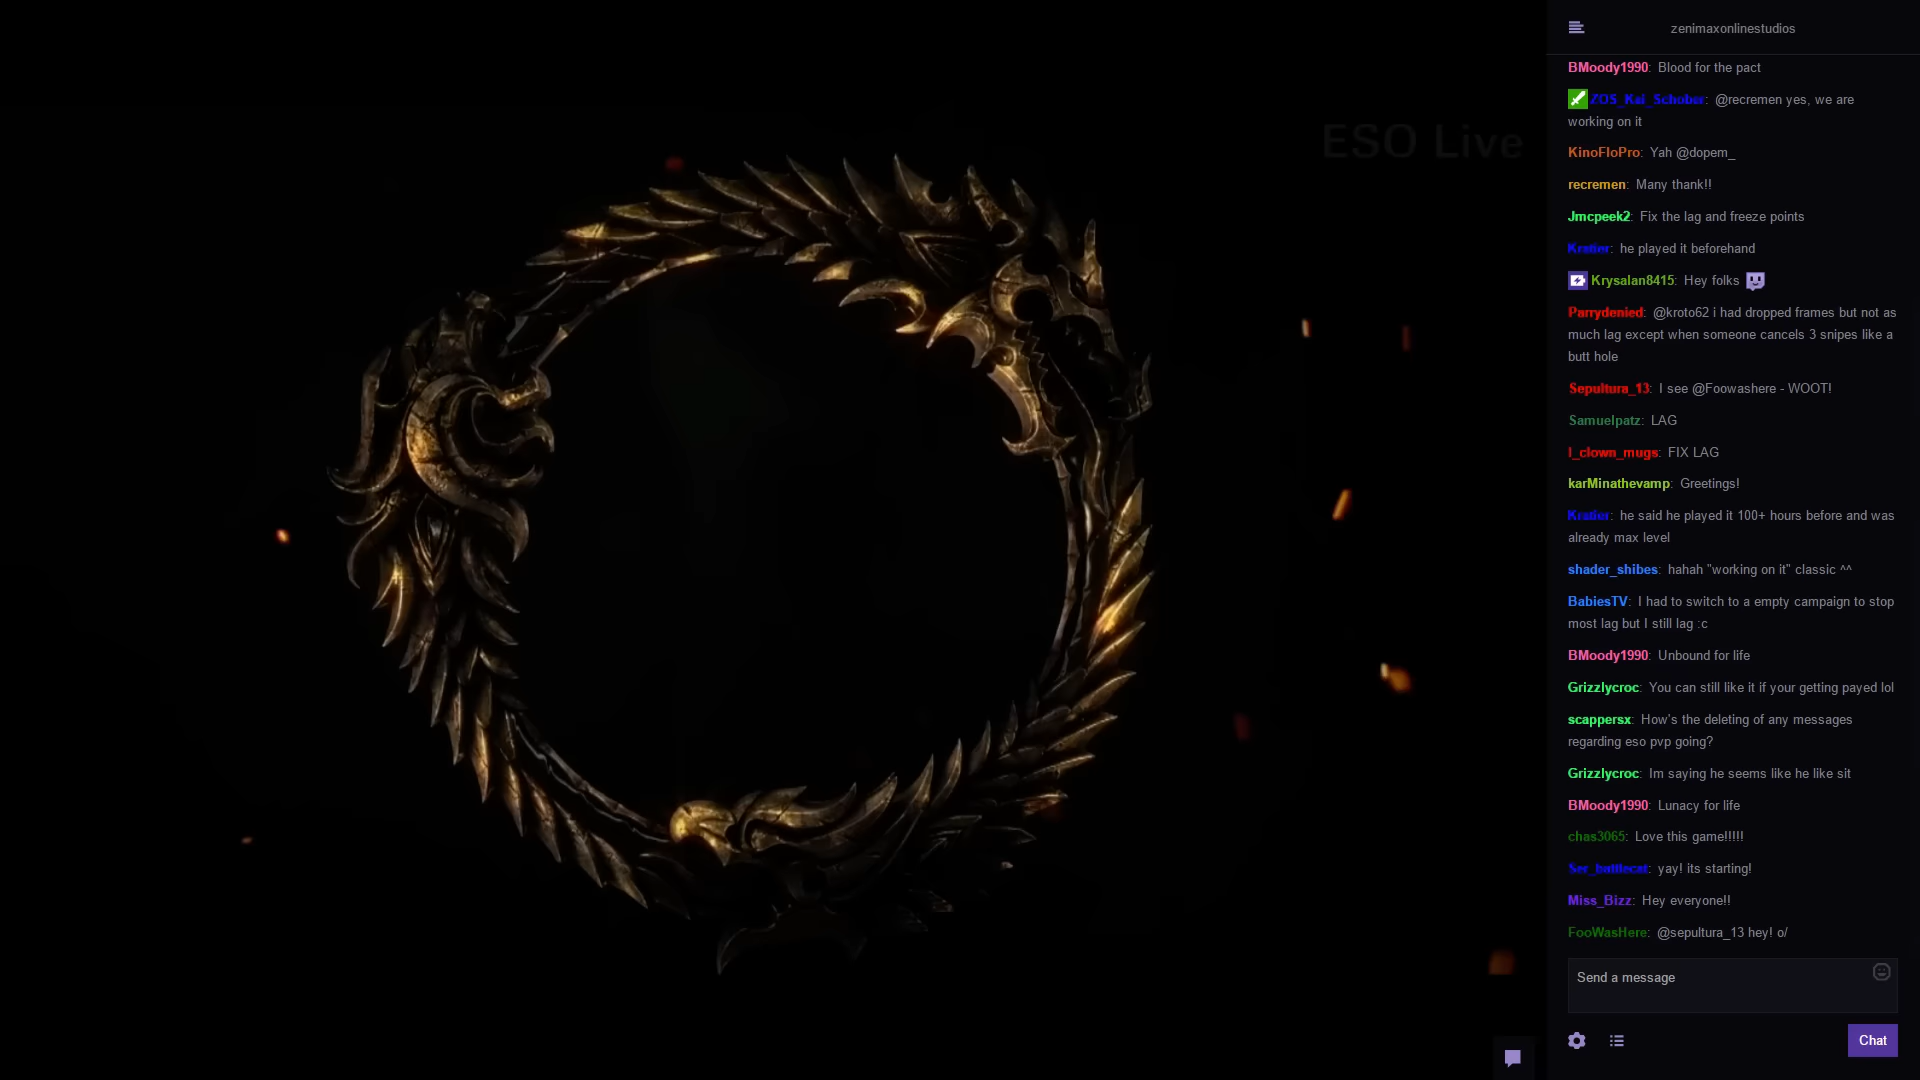 ESO Live
zenimaxonlinestudios
BMoody1990: Blood for the pact
ZOS_Kai_Schober: @recremen yes, we are
working on it
KinoFloPro: Yah @dopem_
recremen: Many thank!!
Jmcpeek2: Fix the lag and freeze points
Kratier: he played it beforehand
Krysalan8415: Hey folks
Parrydenied: @kroto62 i had dropped frames but not as
much lag except when someone cancels 3 snipes like a
butt hole
Sepultura_13: I see @Foowashere - WOOT!
Samuelpatz: LAG
I_clown_mugs: FIX LAG
karMinathevamp: Greetings!
Kratier: he said he played it 100+ hours before and was
already max level
shader_shibes: hahah "working on it" classic ^^
BabiesTV: I had to switch to a empty campaign to stop
most lag but I still lag :c
BMoody1990: Unbound for life
Grizzlycroc: You can still like it if your getting payed lol
scappersx: How's the deleting of any messages
regarding eso pvp going?
Grizzlycroc: Im saying he seems like he like sit
BMoody1990: Lunacy for life
chas3065: Love this game!!!!!
Ser_battlecat: yay! its starting!
Miss_Bizz: Hey everyone!!
FooWasHere: @sepultura_13 hey! o/
Send a message
Chat